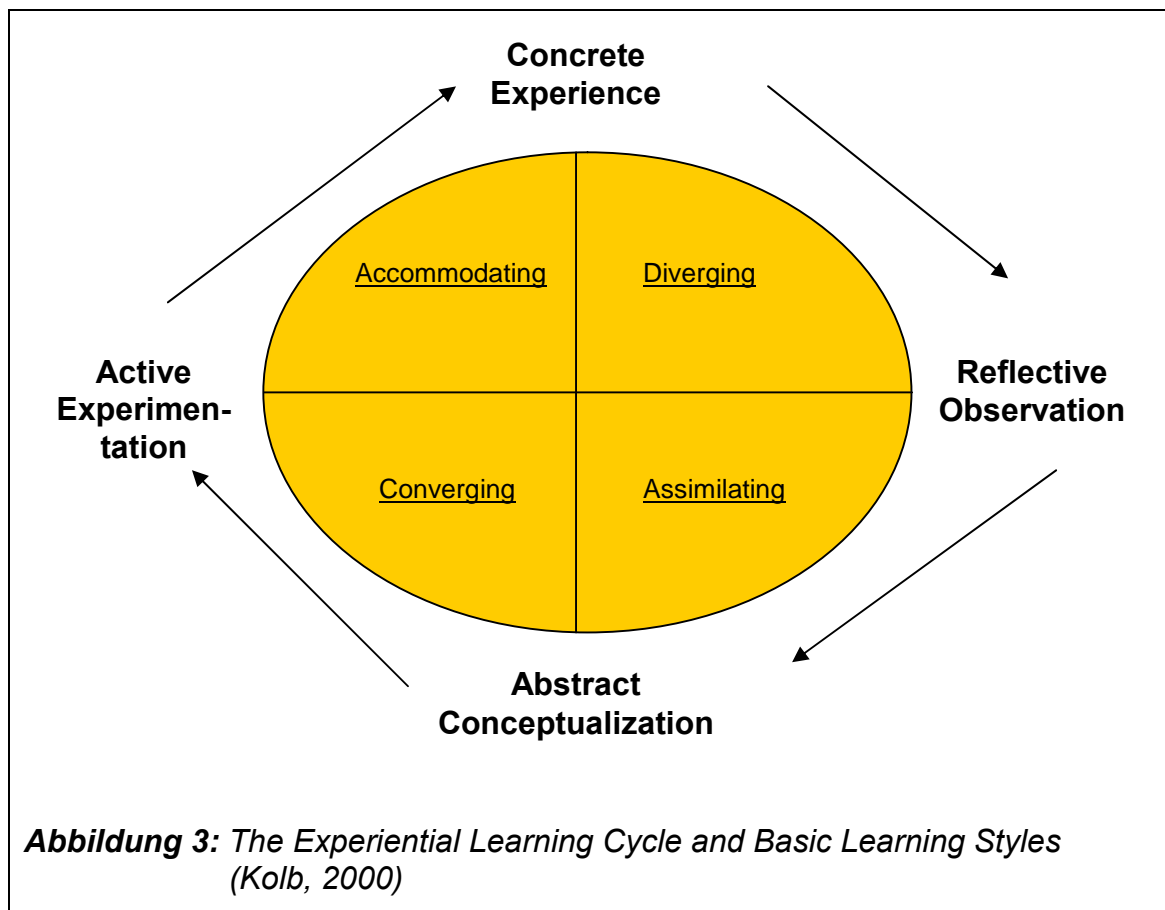 Concrete
Experience
Accommodating
Diverging
Active
Experimen-
tation
Reflective
Observation
Converging
Assimilating
Abstract
Conceptualization
Abbildung 3: The Experiential Learning Cycle and Basic Learning Styles
(Kolb, 2000)